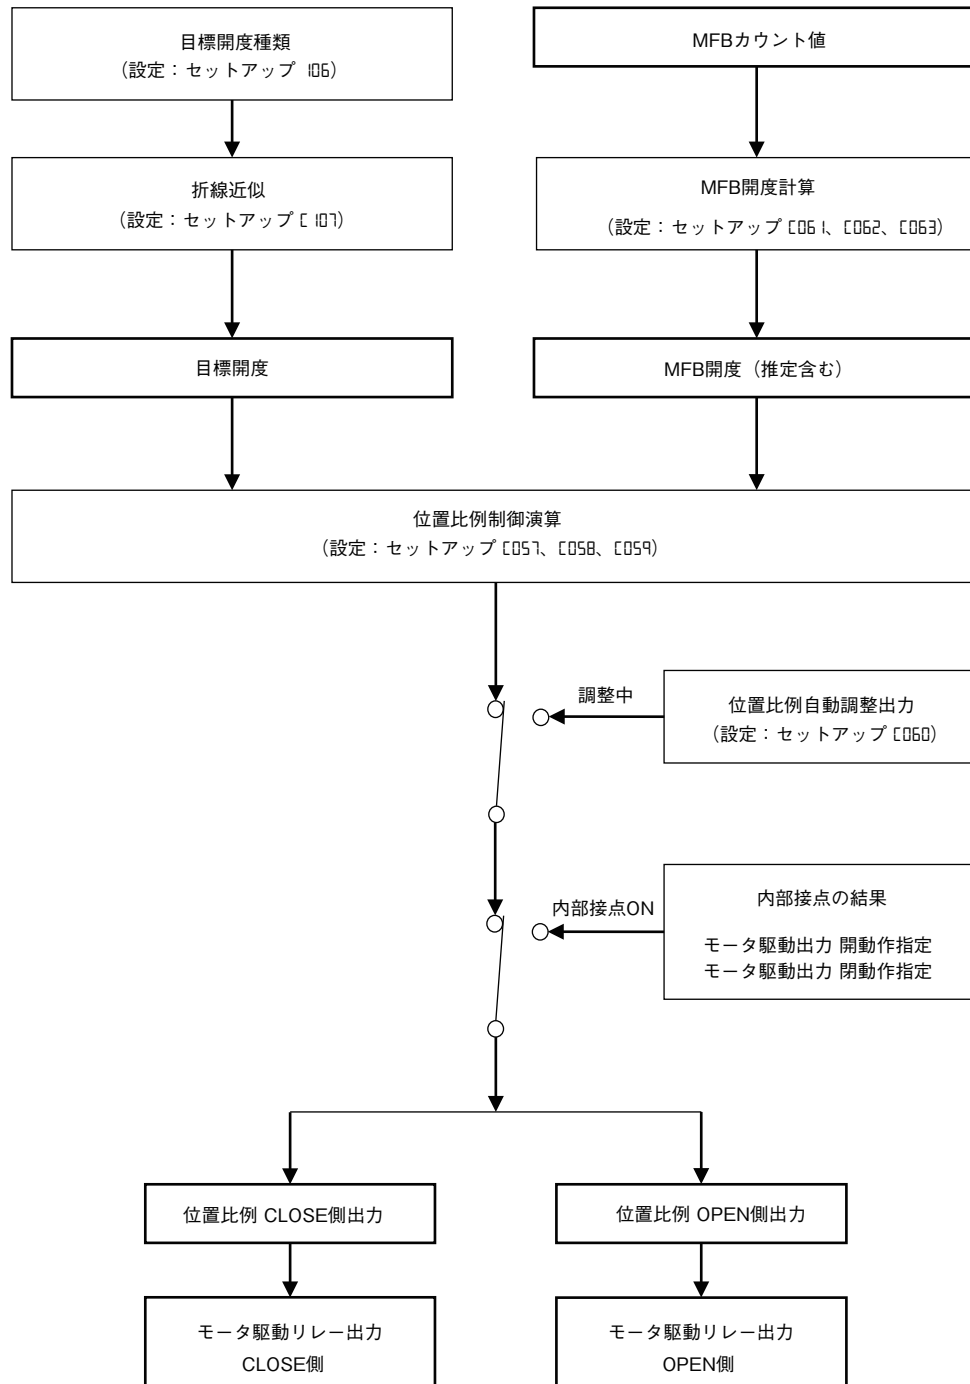 目標開度種類
（設定：セットアップ 106）
折線近似
（設定：セットアップ C107）
目標開度
MFBカウント値
MFB開度計算
（設定：セットアップ C061、C062、C063）
MFB開度（推定含む）
位置比例制御演算
（設定：セットアップ C057、C058、C059）
調整中
位置比例自動調整出力
（設定：セットアップ C060）
内部接点ON
内部接点の結果
モータ駆動出力 開動作指定
モータ駆動出力 閉動作指定
位置比例 CLOSE側出力
位置比例 OPEN側出力
モータ駆動リレー出力
CLOSE側
モータ駆動リレー出力
OPEN側